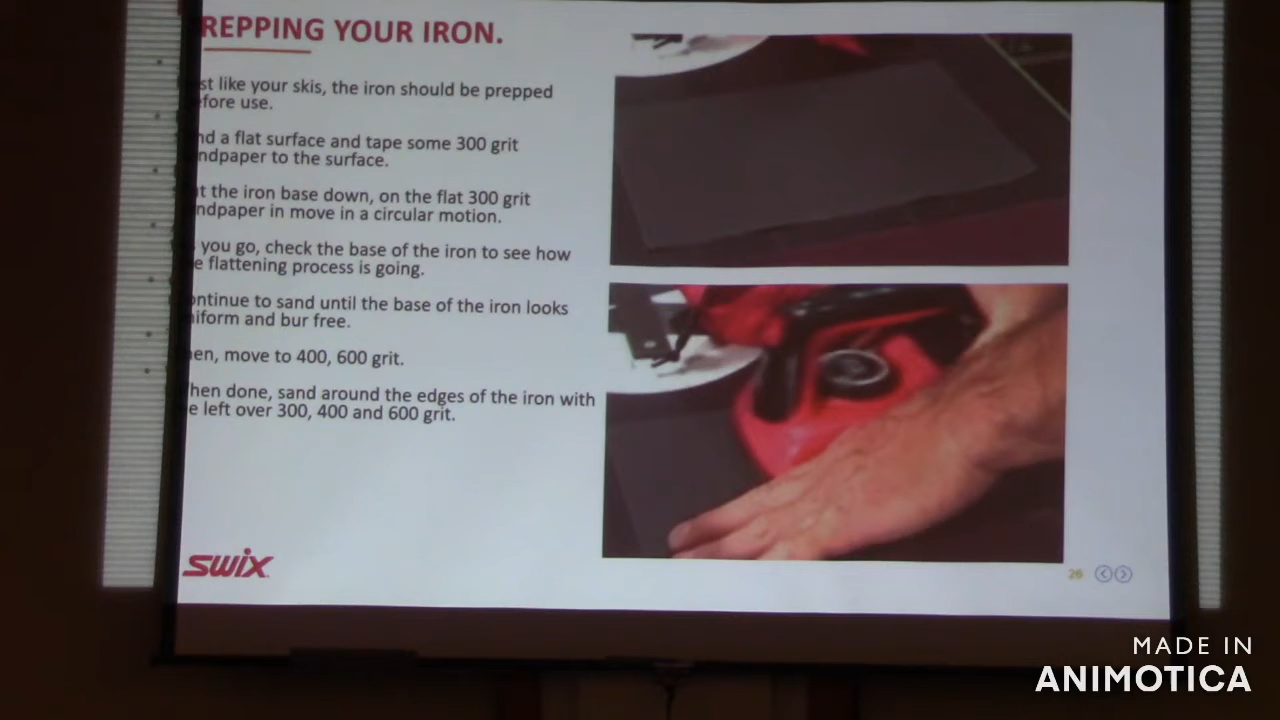 REPPING YOUR IRON.
st like your skis, the iron should be prepped
fore use.
nd a flat surface and tape some 300 grit
ndpaper to the surface.
t the iron base down, on the flat 300 grit
ndpaper in move in a circular motion.
you go, check the base of the iron to see how
e flattening process is going.
ontinue to sand until the base of the iron looks
iform and bur free.
en, move to 400, 600 grit.
hen done, sand around the edges of the iron with
e left over 300, 400 and 600 grit.
SWIX
26
MADE IN
ANIMOTICA